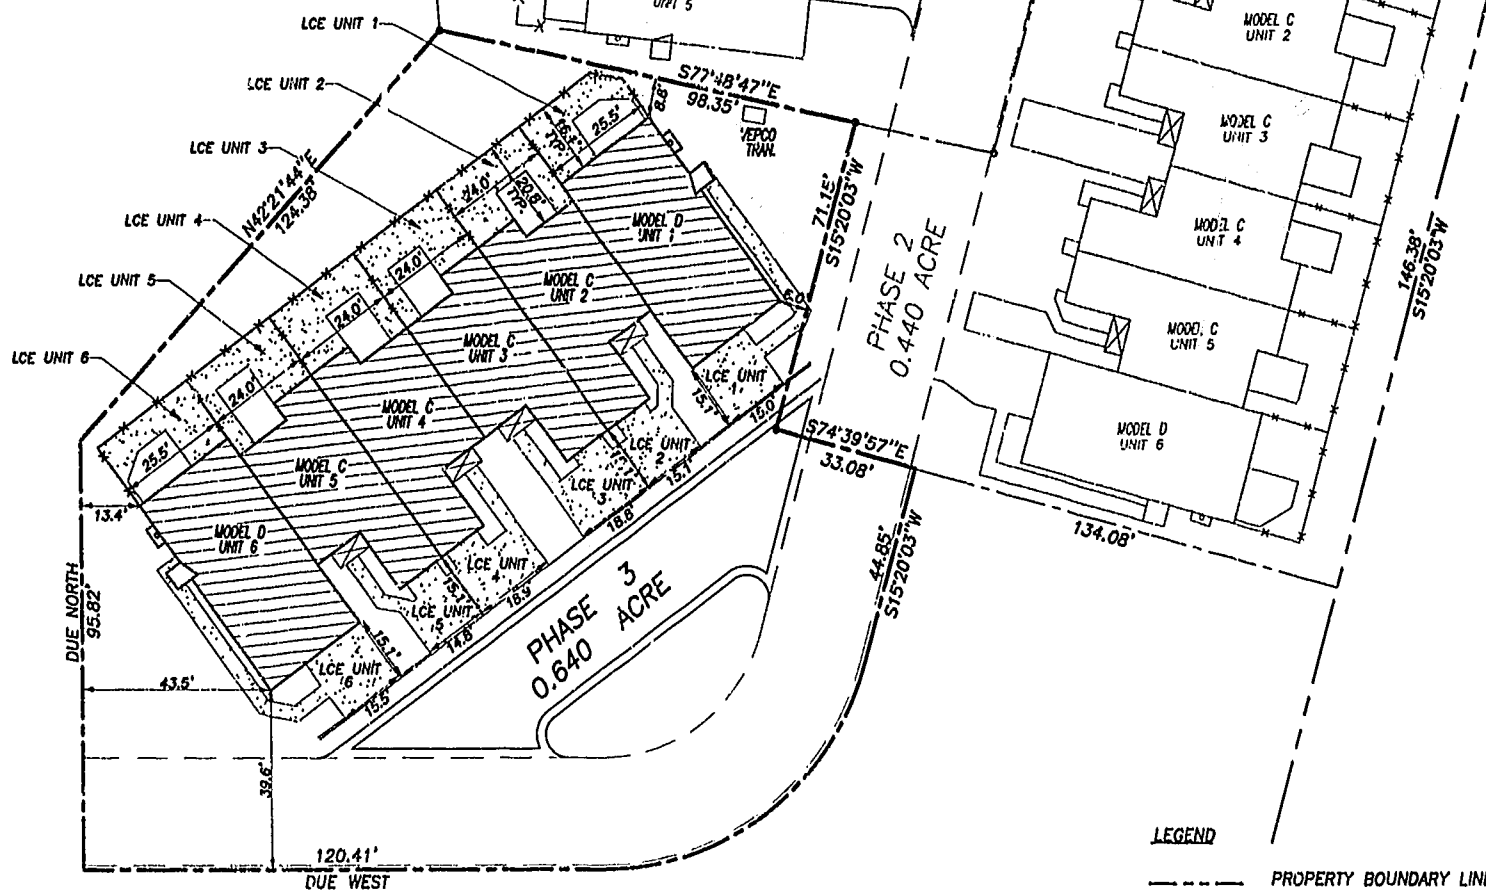 UNIT 5
LCE UNIT 1
LCE UNIT 2
LCE UNIT 3
LCE UNIT 4
LCE UNIT 5
LCE UNIT 6
N42°21'44"E
124.38'
S77°48'47"E
98.35'
8.8'
VEPCO
TRAN.
25.5'
TYP
24.0'
20.8'
TYP
24.0'
24.0'
24.0'
25.5'
MODEL D
UNIT 1
MODEL C
UNIT 2
MODEL C
UNIT 3
MODEL C
UNIT 4
MODEL C
UNIT 5
MODEL D
UNIT 6
71.15'
S15°20'03"W
6.0'
PHASE 2
0.440 ACRE
MODEL C
UNIT 2
MODEL C
UNIT 3
MODEL C
UNIT 4
MODEL C
UNIT 5
MODEL D
UNIT 6
146.38'
S15°20'03"W
LCE UNIT
1
15.7'
15.0'
LCE UNIT
2
15.1'
LCE UNIT
3
18.8'
LCE UNIT
4
15.1'
18.9'
LCE UNIT
5
14.8'
LCE UNIT
6
15.1'
15.5'
S74°39'57"E
33.08'
134.08'
44.85'
S15°20'03"W
PHASE 3
0.640 ACRE
13.4'
DUE NORTH
95.82'
43.5'
39.6'
120.41'
DUE WEST
LEGEND
PROPERTY BOUNDARY LINE